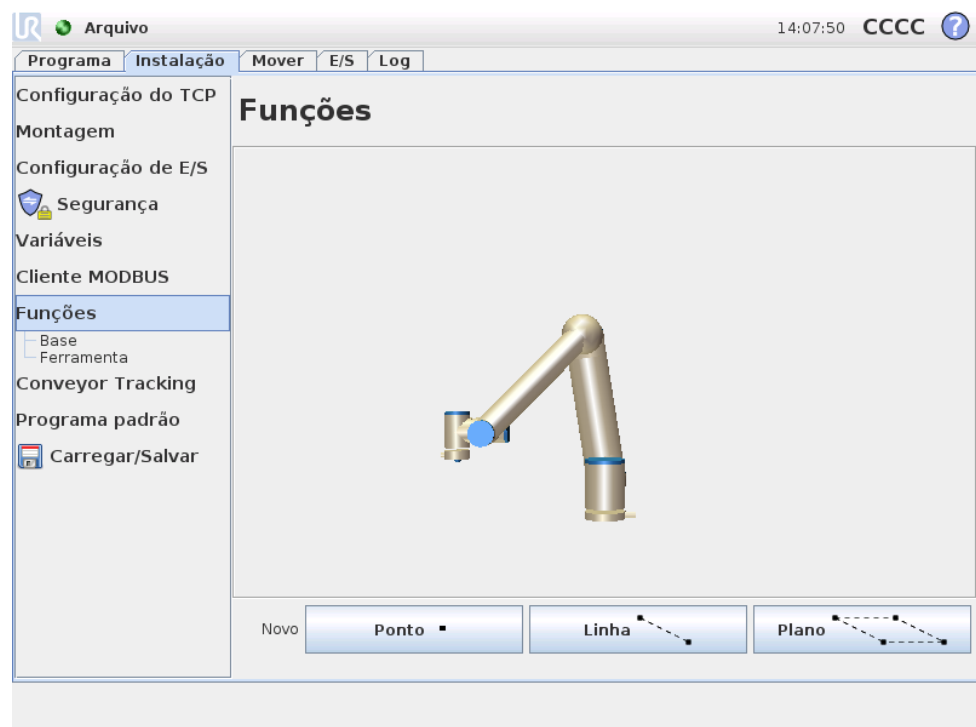 UR Arquivo 14:07:50 CCCC ?
Programa Instalação Mover E/S Log
Configuração do TCP
Montagem
Configuração de E/S
Segurança
Variáveis
Cliente MODBUS
Funções
Base
Ferramenta
Conveyor Tracking
Programa padrão
Carregar/Salvar
Funções
Novo Ponto Linha Plano